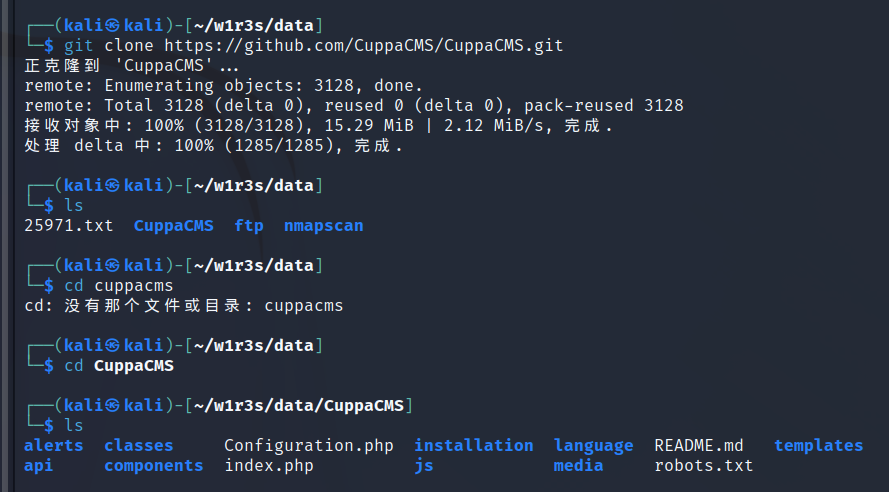 ┌──(kali㉿kali)-[~/w1r3s/data]
└─$ git clone https://github.com/CuppaCMS/CuppaCMS.git
正克隆到 'CuppaCMS'...
remote: Enumerating objects: 3128, done.
remote: Total 3128 (delta 0), reused 0 (delta 0), pack-reused 3128
接收对象中: 100% (3128/3128), 15.29 MiB | 2.12 MiB/s, 完成.
处理 delta 中: 100% (1285/1285), 完成.
┌──(kali㉿kali)-[~/w1r3s/data]
└─$ ls
25971.txt  CuppaCMS  ftp  nmapscan
┌──(kali㉿kali)-[~/w1r3s/data]
└─$ cd cuppacms
cd: 没有那个文件或目录: cuppacms
┌──(kali㉿kali)-[~/w1r3s/data]
└─$ cd CuppaCMS
┌──(kali㉿kali)-[~/w1r3s/data/CuppaCMS]
└─$ ls
alerts  classes     Configuration.php  installation  language  README.md   templates
api     components  index.php          js            media     robots.txt